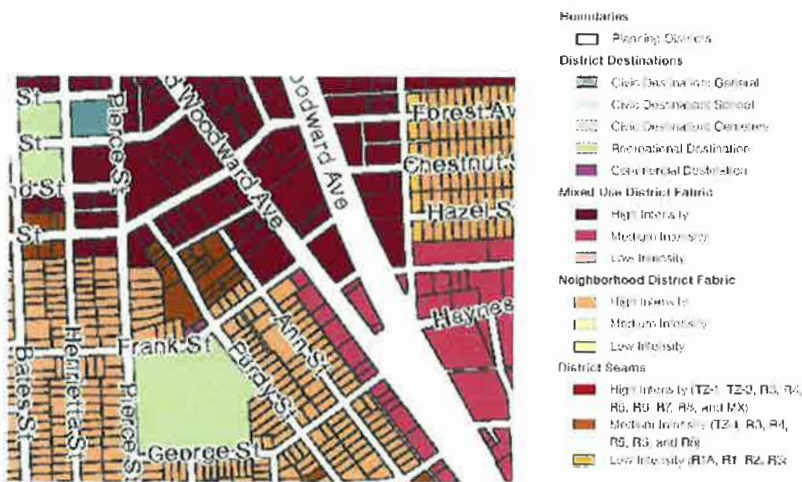 Boundaries
Planning Districts
District Destinations
Civic Destination: General
Civic Destination: School
Civic Destination: Cemetery
Recreational Destination
Commercial Destination
Mixed Use District Fabric
High Intensity
Medium Intensity
Low Intensity
Neighborhood District Fabric
High Intensity
Medium Intensity
Low Intensity
District Seams
High Intensity (TZ-1, TZ-3, R3, R4,
R5, R6, R7, R8, and MX)
Medium Intensity (TZ-1, R3, R4,
R5, R6, and R8)
Low Intensity (R1A, R1, R2, R3)
St
Pierce St
Woodward Ave
Woodward Ave
Forest Av
St
Chestnut S
nd St
Hazel S
St
Haynes
Frank St
Ann St
Purdy St
Bates St
Henrietta St
Pierce St
George St